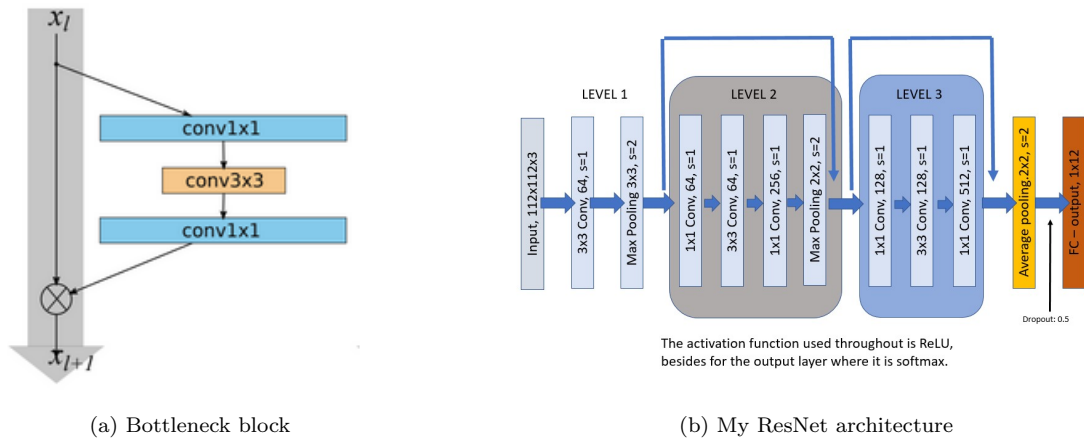 x_l
conv1x1
conv3x3
conv1x1
x_{l+1}
(a) Bottleneck block
LEVEL 1
LEVEL 2
LEVEL 3
Input, 112x112x3
3x3 Conv, 64, s=1
Max Pooling 3x3, s=2
1x1 Conv, 64, s=1
3x3 Conv, 64, s=1
1x1 Conv, 256, s=1
Max Pooling 2x2, s=2
1x1 Conv, 128, s=1
3x3 Conv, 128, s=1
1x1 Conv, 512, s=1
Average pooling.2x2, s=2
FC – output, 1x12
Dropout: 0.5
The activation function used throughout is ReLU,
besides for the output layer where it is softmax.
(b) My ResNet architecture